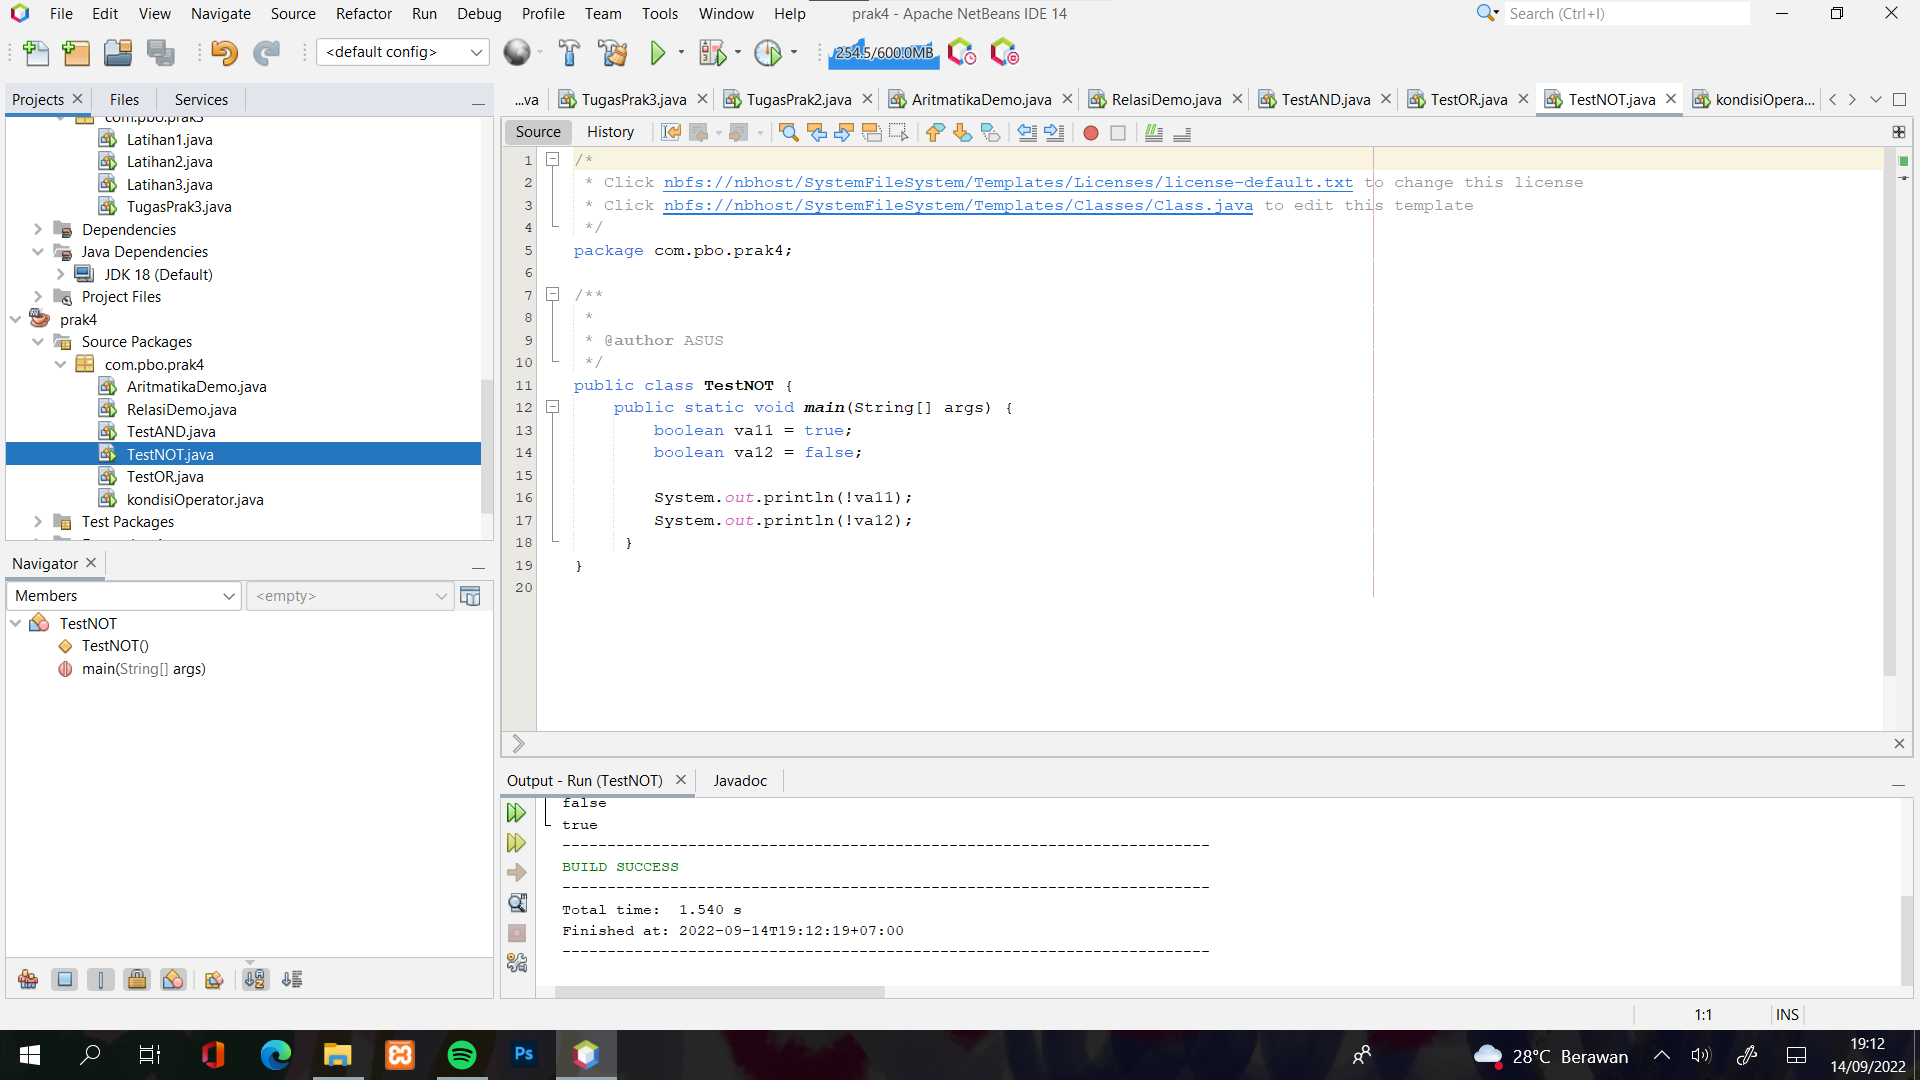 File Edit View Navigate Source Refactor Run Debug Profile Team Tools Window Help prak4 - Apache NetBeans IDE 14 Search (Ctrl+I)
<default config> 254.5/600.0MB
Projects Files Services
...va TugasPrak3.java TugasPrak2.java AritmatikaDemo.java RelasiDemo.java TestAND.java TestOR.java TestNOT.java kondisiOpera...
Source History
com.pbo.prak3
Latihan1.java
Latihan2.java
Latihan3.java
TugasPrak3.java
Dependencies
Java Dependencies
JDK 18 (Default)
Project Files
prak4
Source Packages
com.pbo.prak4
AritmatikaDemo.java
RelasiDemo.java
TestAND.java
TestNOT.java
TestOR.java
kondisiOperator.java
Test Packages
Navigator
Members <empty>
TestNOT
TestNOT()
main(String[] args)
1 /*
2 * Click nbfs://nbhost/SystemFileSystem/Templates/Licenses/license-default.txt to change this license
3 * Click nbfs://nbhost/SystemFileSystem/Templates/Classes/Class.java to edit this template
4 */
5 package com.pbo.prak4;
6
7 /**
8 *
9 * @author ASUS
10 */
11 public class TestNOT {
12 public static void main(String[] args) {
13 boolean va11 = true;
14 boolean va12 = false;
15
16 System.out.println(!va11);
17 System.out.println(!va12);
18 }
19 }
20
Output - Run (TestNOT) Javadoc
false
true
------------------------------------------------------------------------
BUILD SUCCESS
------------------------------------------------------------------------
Total time:  1.540 s
Finished at: 2022-09-14T19:12:19+07:00
------------------------------------------------------------------------
1:1 INS
Ps 28°C Berawan 19:12
14/09/2022